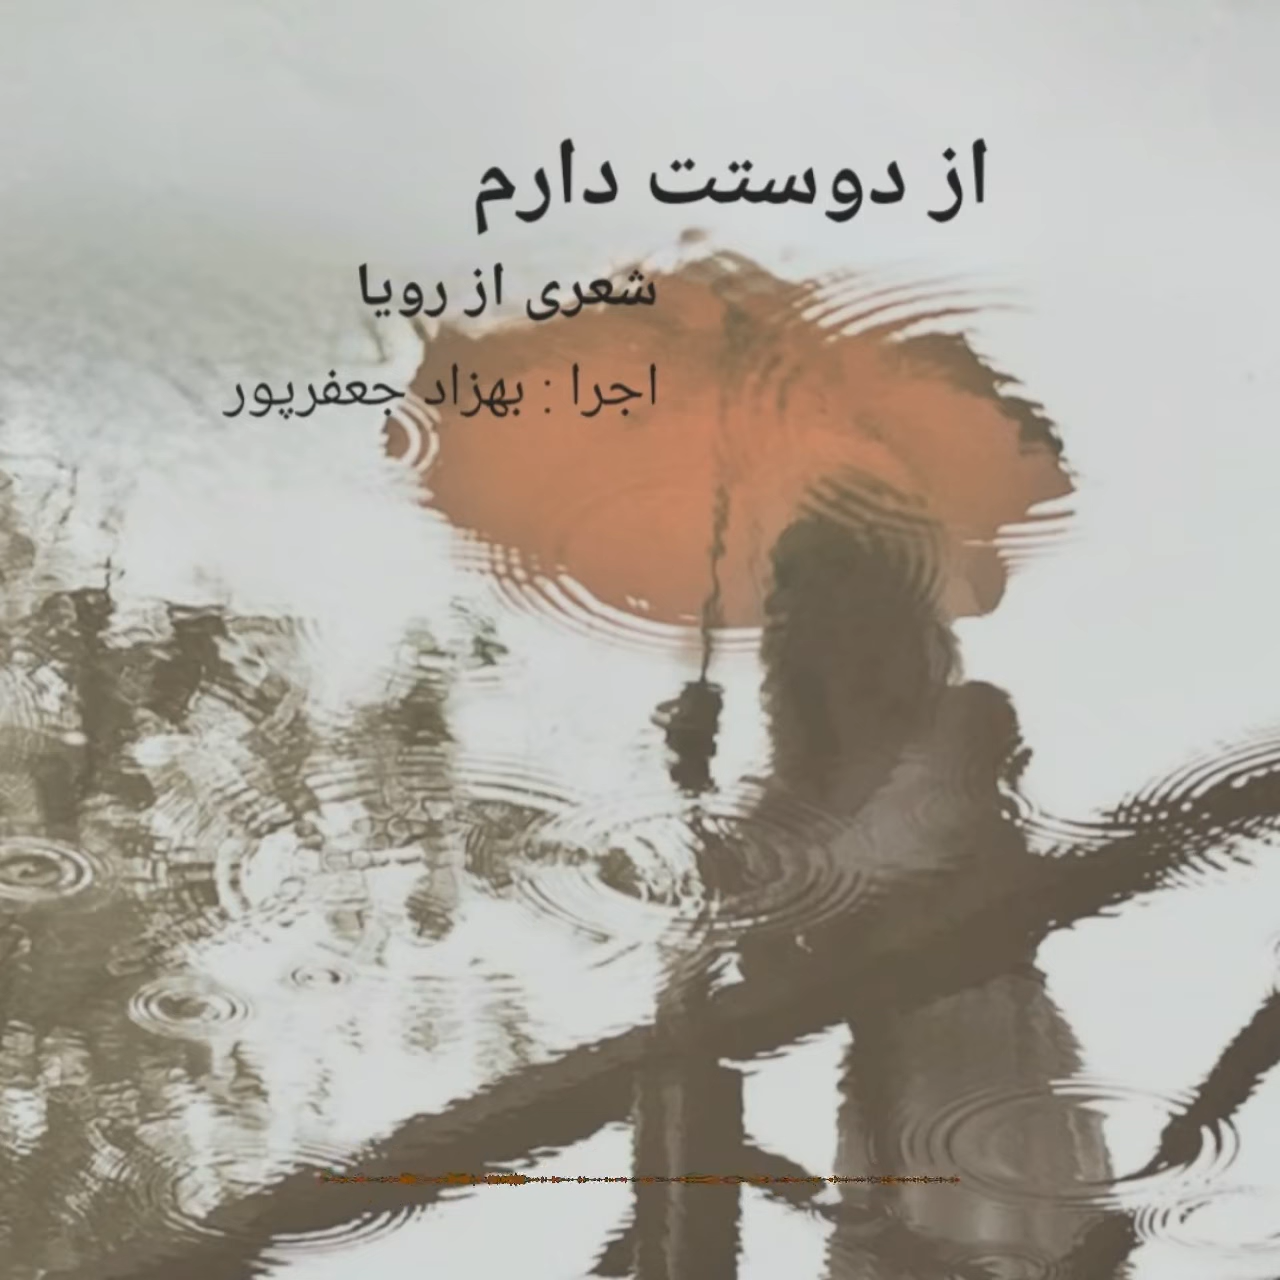 از دوستت دارم
شعری از رویا
اجرا : بهزاد جعفرپور